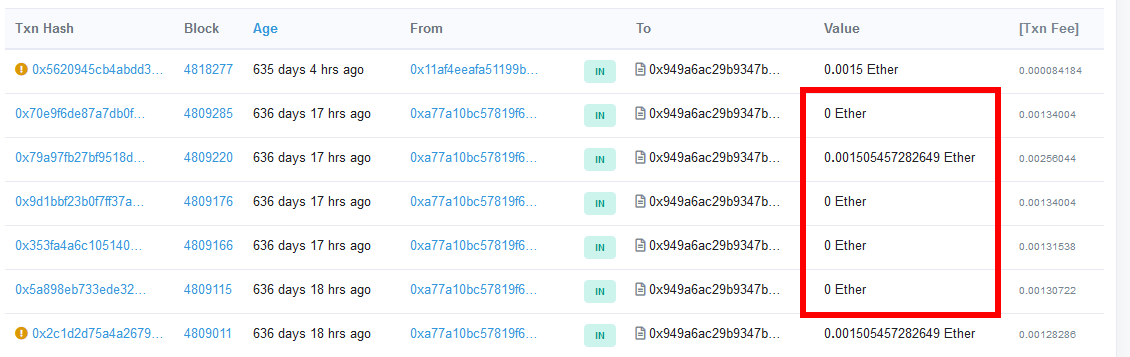 Txn Hash Block Age From To Value [Txn Fee]
0x5620945cb4abdd3... 4818277 635 days 4 hrs ago 0x11af4eeafa51199b... IN 0x949a6ac29b9347b... 0.0015 Ether 0.000084184
0x70e9f6de87a7db0f... 4809285 636 days 17 hrs ago 0xa77a10bc57819f6... IN 0x949a6ac29b9347b... 0 Ether 0.00134004
0x79a97fb27bf9518d... 4809220 636 days 17 hrs ago 0xa77a10bc57819f6... IN 0x949a6ac29b9347b... 0.001505457282649 Ether 0.00256044
0x9d1bbf23b0f7ff37a... 4809176 636 days 17 hrs ago 0xa77a10bc57819f6... IN 0x949a6ac29b9347b... 0 Ether 0.00134004
0x353fa4a6c105140... 4809166 636 days 17 hrs ago 0xa77a10bc57819f6... IN 0x949a6ac29b9347b... 0 Ether 0.00131538
0x5a898eb733ede32... 4809115 636 days 18 hrs ago 0xa77a10bc57819f6... IN 0x949a6ac29b9347b... 0 Ether 0.00130722
0x2c1d2d75a4a2679... 4809011 636 days 18 hrs ago 0xa77a10bc57819f6... IN 0x949a6ac29b9347b... 0.001505457282649 Ether 0.00128286